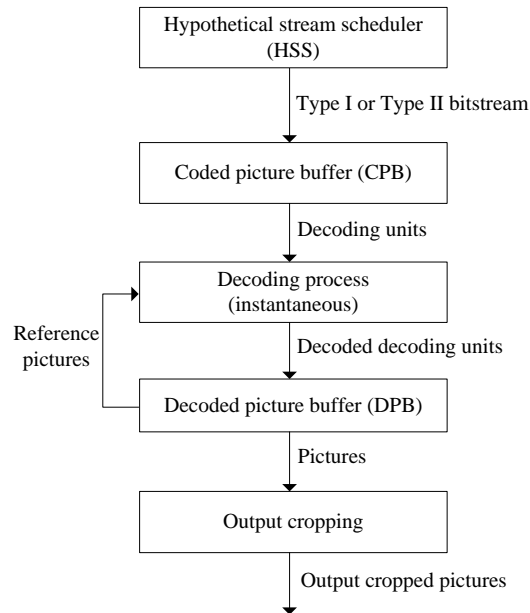 Hypothetical stream scheduler
(HSS)
Type I or Type II bitstream
Coded picture buffer (CPB)
Decoding units
Decoding process
(instantaneous)
Reference
pictures
Decoded decoding units
Decoded picture buffer (DPB)
Pictures
Output cropping
Output cropped pictures